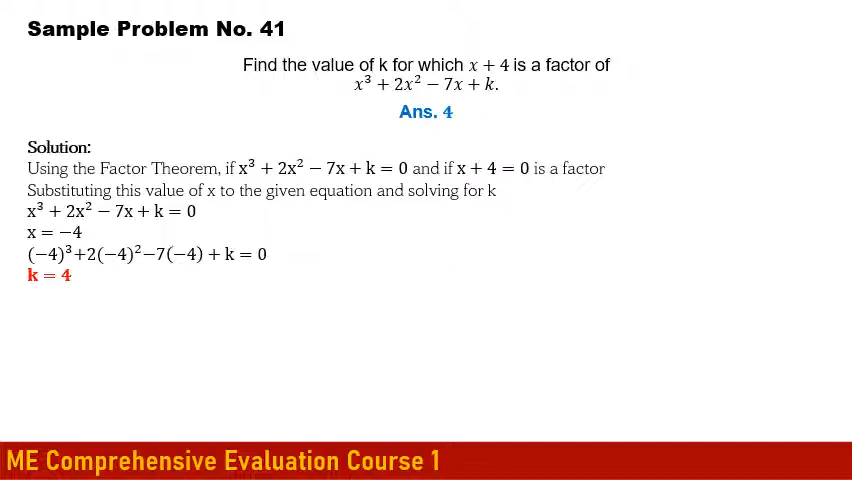 Sample Problem No. 41
Find the value of k for which x + 4 is a factor of
x³ + 2x² − 7x + k.
Ans. 4
Solution:
Using the Factor Theorem, if x³ + 2x² − 7x + k = 0 and if x + 4 = 0 is a factor
Substituting this value of x to the given equation and solving for k
x³ + 2x² − 7x + k = 0
x = −4
(−4)³+2(−4)²−7(−4) + k = 0
k = 4
ME Comprehensive Evaluation Course 1